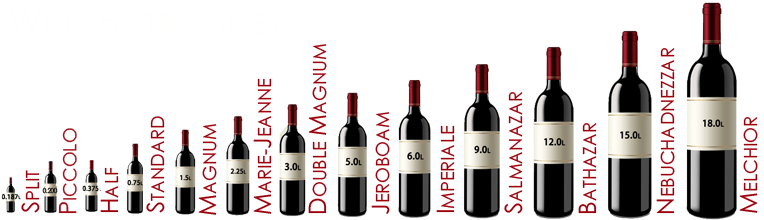 0.187L
SPLIT
0.200
PICCOLO
0.375L
HALF
0.75L
STANDARD
1.5L
MAGNUM
2.25L
MARIE-JEANNE
3.0L
DOUBLE MAGNUM
5.0L
JEROBOAM
6.0L
IMPERIALE
9.0L
SALMANAZAR
12.0L
BATHAZAR
15.0L
NEBUCHADNEZZAR
18.0L
MELCHIOR